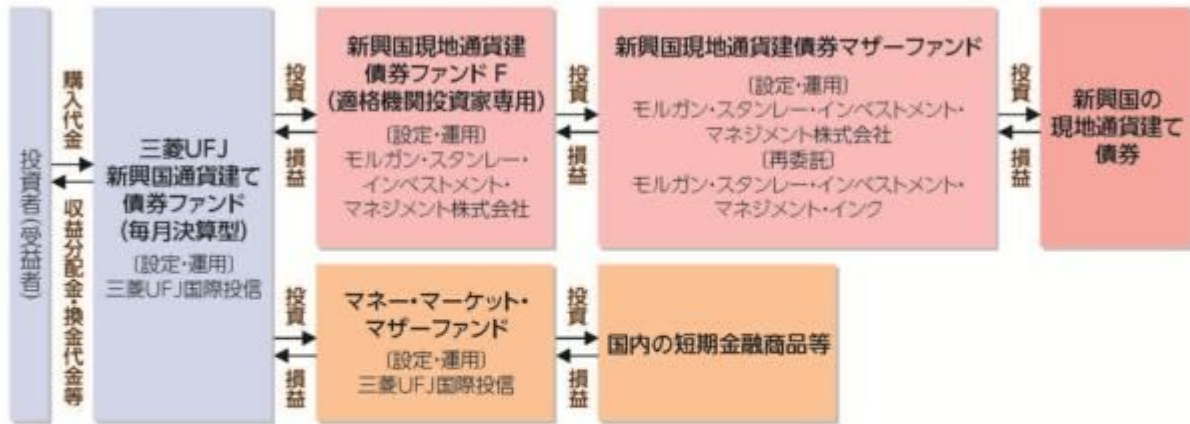 投資者(受益者)
購入代金
収益分配金・換金代金等
三菱UFJ
新興国通貨建て
債券ファンド
(毎月決算型)
〔設定・運用〕
三菱UFJ国際投信
投資
損益
新興国現地通貨建
債券ファンドF
(適格機関投資家専用)
〔設定・運用〕
モルガン・スタンレー・
インベストメント・
マネジメント株式会社
投資
損益
新興国現地通貨建債券マザーファンド
〔設定・運用〕
モルガン・スタンレー・インベストメント・
マネジメント株式会社
〔再委託〕
モルガン・スタンレー・インベストメント・
マネジメント・インク
投資
損益
新興国の
現地通貨建て
債券
投資
損益
マネー・マーケット・
マザーファンド
〔設定・運用〕
三菱UFJ国際投信
投資
損益
国内の短期金融商品等